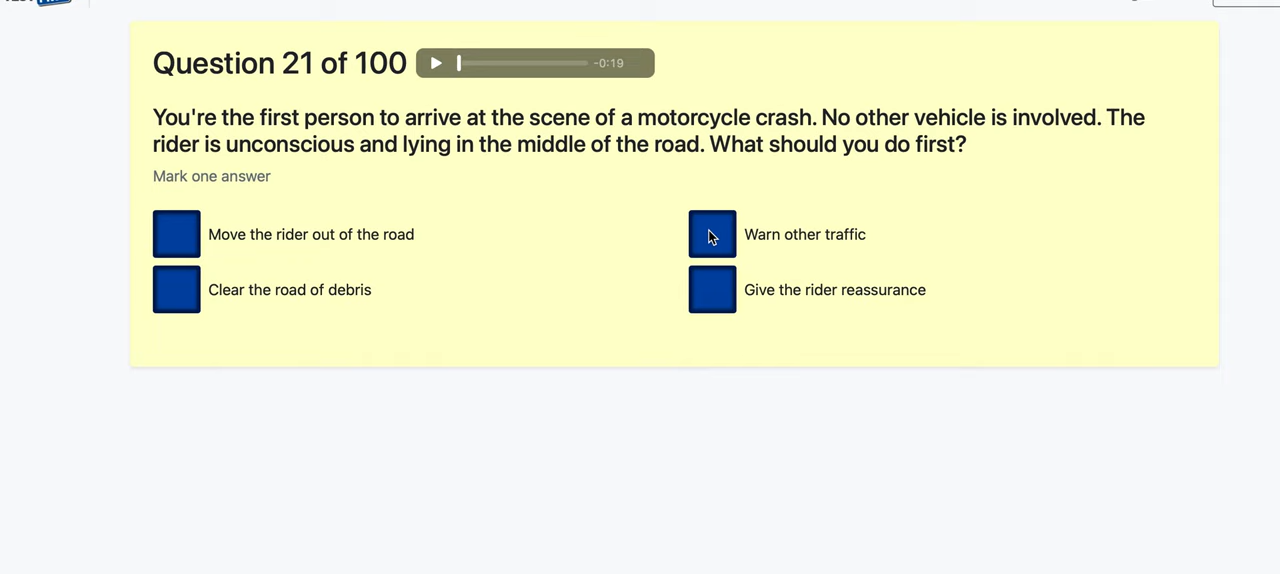 Question 21 of 100
-0:19
You're the first person to arrive at the scene of a motorcycle crash. No other vehicle is involved. The
rider is unconscious and lying in the middle of the road. What should you do first?
Mark one answer
Move the rider out of the road
Warn other traffic
Clear the road of debris
Give the rider reassurance